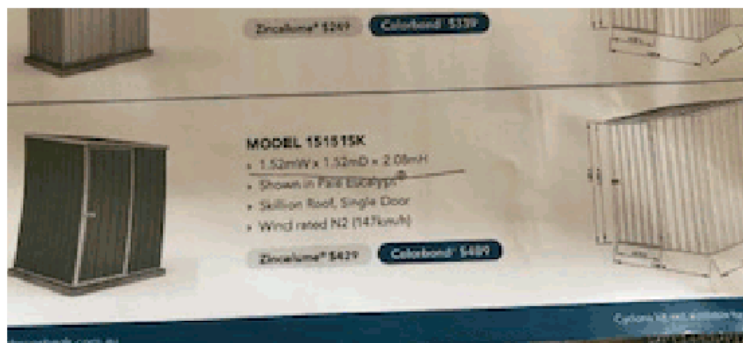 Zincalume® $269 Colorbond® $339
MODEL 15151SK
• 1.52mW x 1.52mD x 2.08mH
• Shown in Pale Eucalypt®
• Skillion Roof, Single Door
• Wind rated N2 (147km/h)
Zincalume® $429 Colorbond® $489